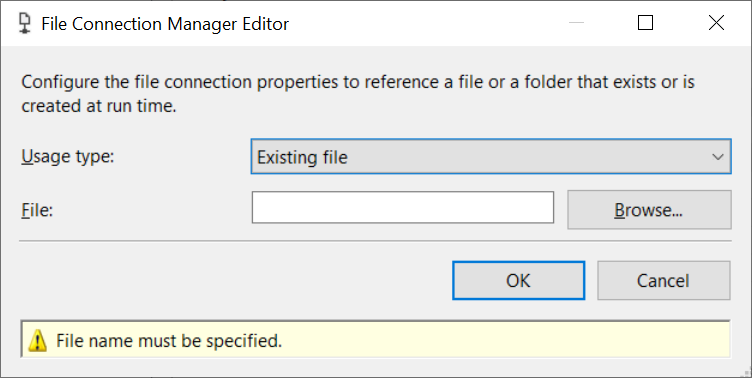 File Connection Manager Editor
Configure the file connection properties to reference a file or a folder that exists or is
created at run time.
Usage type:
Existing file
File:
Browse...
OK
Cancel
File name must be specified.